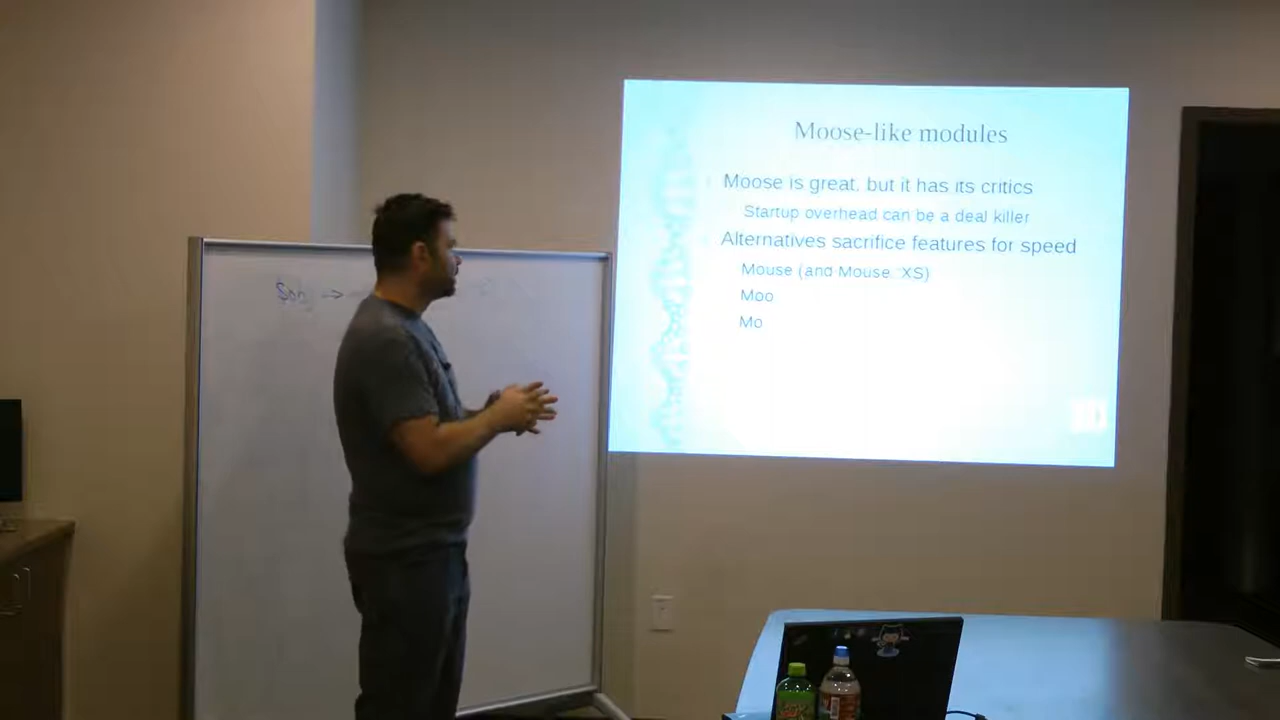 Moose-like modules
Moose is great, but it has its critics
Startup overhead can be a deal killer
Alternatives sacrifice features for speed
Mouse (and Mouse::XS)
Moo
Mo